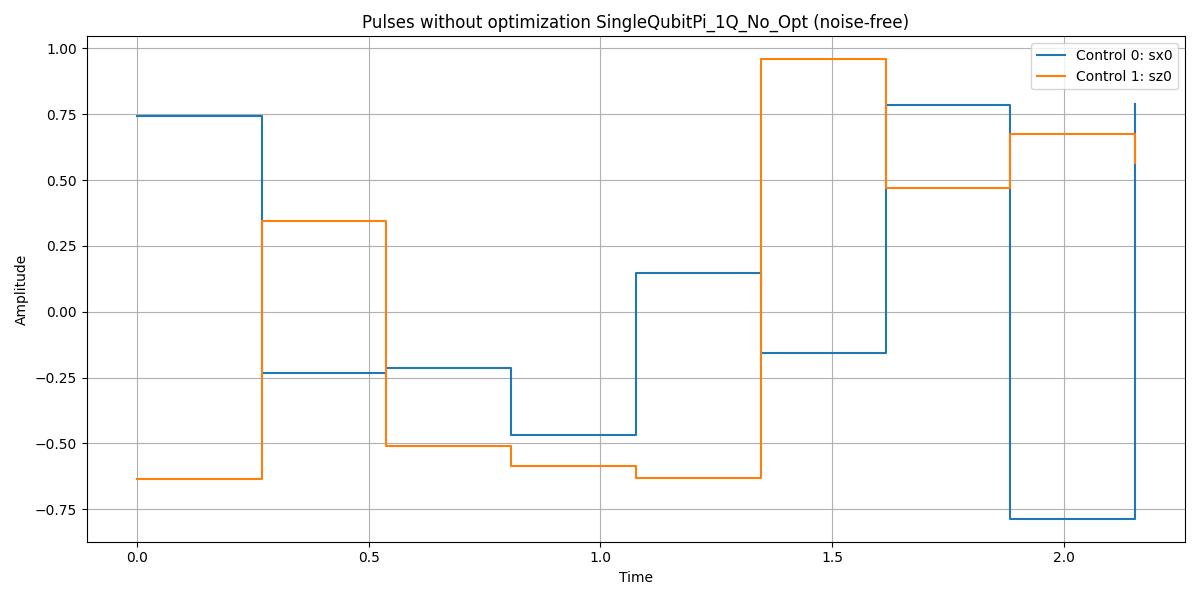 Pulses without optimization SingleQubitPi_1Q_No_Opt (noise-free)
Control 0: sx0
Control 1: sz0
Amplitude
1.00
0.75
0.50
0.25
0.00
−0.25
−0.50
−0.75
0.0 0.5 1.0 1.5 2.0
Time